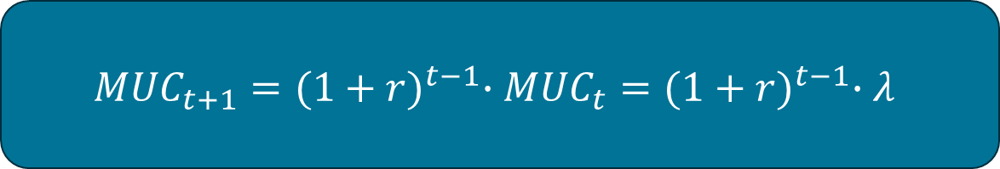 MUC_{t+1} = (1 + r)^{t−1}· MUC_t = (1 + r)^{t−1}· λ